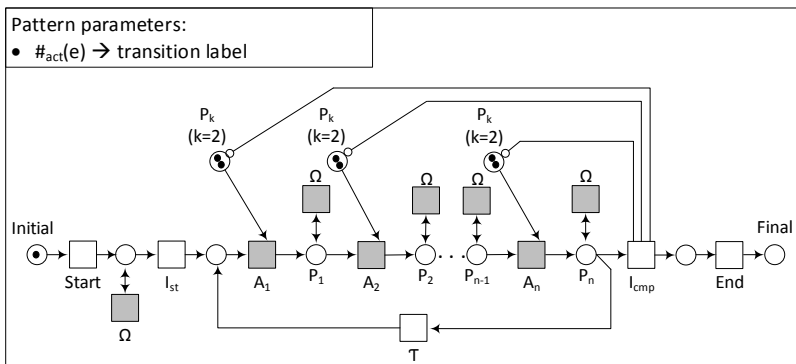 Pattern parameters:
• #act(e) → transition label
Pk Pk Pk
(k=2) (k=2) (k=2)
Ω Ω Ω Ω
Initial Final
Start Ist A1 P1 A2 P2 . . . Pn-1 An Pn Icmp End
Ω
Τ